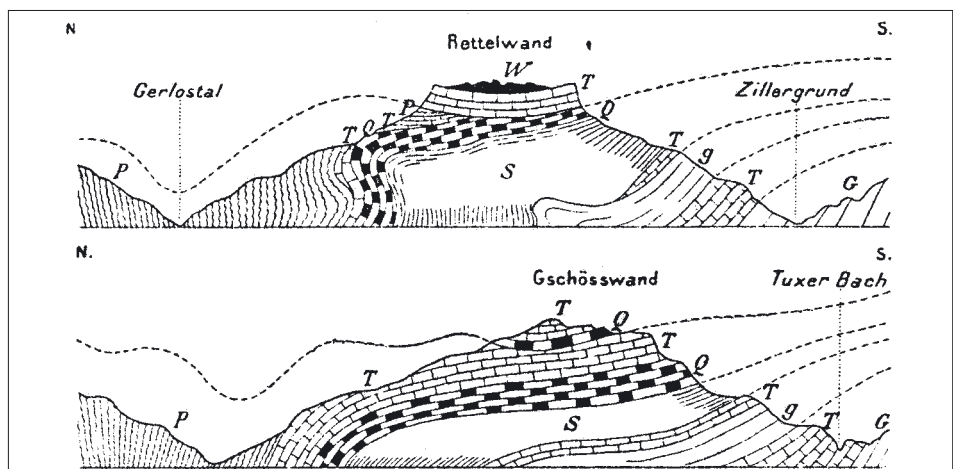 N S.
Rettelwand
W T
Gerlostal Zillergrund
P
T Q T Q
P T g T
S G
N. S.
Gschösswand Tuxer Bach
T Q
T
T Q
P T g T G
S